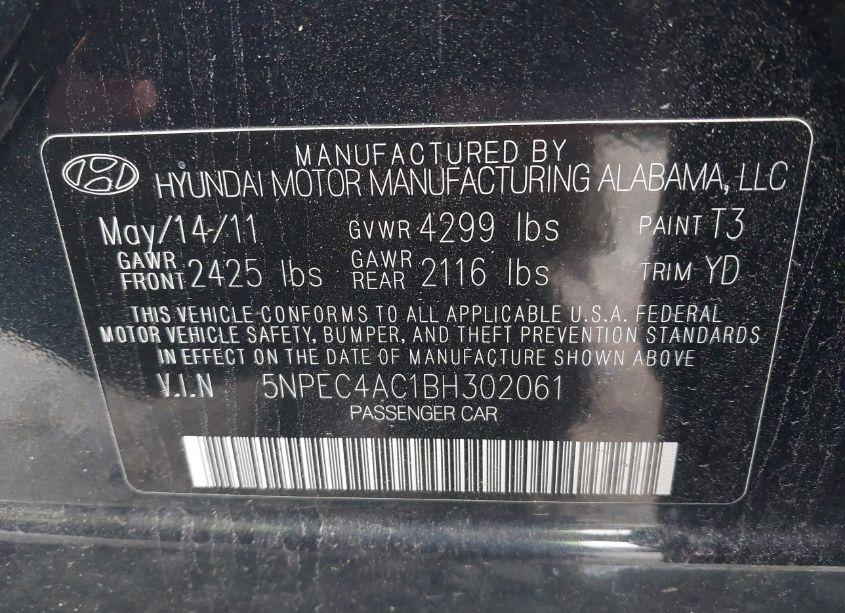 MANUFACTURED BY
HYUNDAI MOTOR MANUFACTURING ALABAMA, LLC
May/14/11 GVWR 4299 lbs PAINT T3
GAWR FRONT 2425 lbs GAWR REAR 2116 lbs TRIM YD
THIS VEHICLE CONFORMS TO ALL APPLICABLE U.S.A. FEDERAL
MOTOR VEHICLE SAFETY, BUMPER, AND THEFT PREVENTION STANDARDS
IN EFFECT ON THE DATE OF MANUFACTURE SHOWN ABOVE
V.I.N 5NPEC4AC1BH302061
PASSENGER CAR